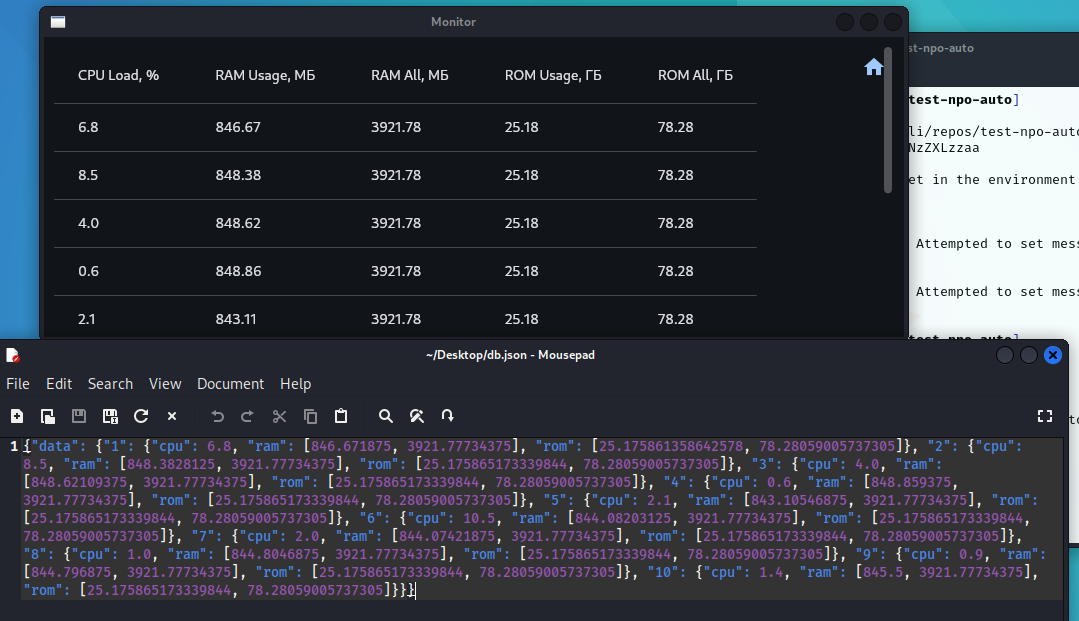 Monitor
st-npo-auto
CPU Load, % RAM Usage, МБ RAM All, МБ ROM Usage, ГБ ROM All, ГБ
6.8 846.67 3921.78 25.18 78.28
8.5 848.38 3921.78 25.18 78.28
4.0 848.62 3921.78 25.18 78.28
0.6 848.86 3921.78 25.18 78.28
2.1 843.11 3921.78 25.18 78.28
test-npo-auto]
li/repos/test-npo-auto
NzZXLzzaa
et in the environment
Attempted to set mess
Attempted to set mess
test-npo-auto]
~/Desktop/db.json - Mousepad
File Edit Search View Document Help
1 {"data": {"1": {"cpu": 6.8, "ram": [846.671875, 3921.77734375], "rom": [25.175861358642578, 78.28059005737305]}, "2": {"cpu":
8.5, "ram": [848.3828125, 3921.77734375], "rom": [25.175865173339844, 78.28059005737305]}, "3": {"cpu": 4.0, "ram":
[848.62109375, 3921.77734375], "rom": [25.175865173339844, 78.28059005737305]}, "4": {"cpu": 0.6, "ram": [848.859375,
3921.77734375], "rom": [25.175865173339844, 78.28059005737305]}, "5": {"cpu": 2.1, "ram": [843.10546875, 3921.77734375], "rom":
[25.175865173339844, 78.28059005737305]}, "6": {"cpu": 10.5, "ram": [844.08203125, 3921.77734375], "rom": [25.175865173339844,
78.28059005737305]}, "7": {"cpu": 2.0, "ram": [844.07421875, 3921.77734375], "rom": [25.175865173339844, 78.28059005737305]},
"8": {"cpu": 1.0, "ram": [844.8046875, 3921.77734375], "rom": [25.175865173339844, 78.28059005737305]}, "9": {"cpu": 0.9, "ram":
[844.796875, 3921.77734375], "rom": [25.175865173339844, 78.28059005737305]}, "10": {"cpu": 1.4, "ram": [845.5, 3921.77734375],
"rom": [25.175865173339844, 78.28059005737305]}}}